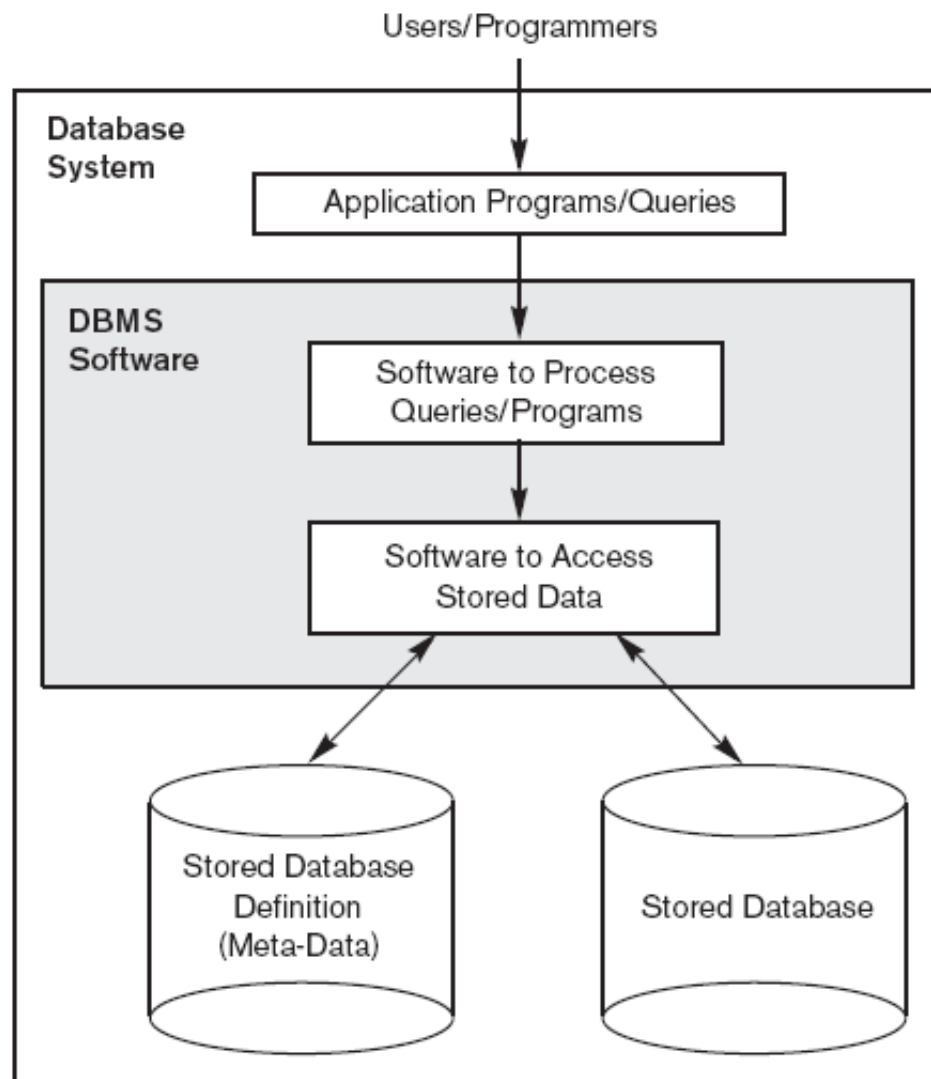 Users/Programmers
Database
System
Application Programs/Queries
DBMS
Software
Software to Process
Queries/Programs
Software to Access
Stored Data
Stored Database
Definition
(Meta-Data)
Stored Database